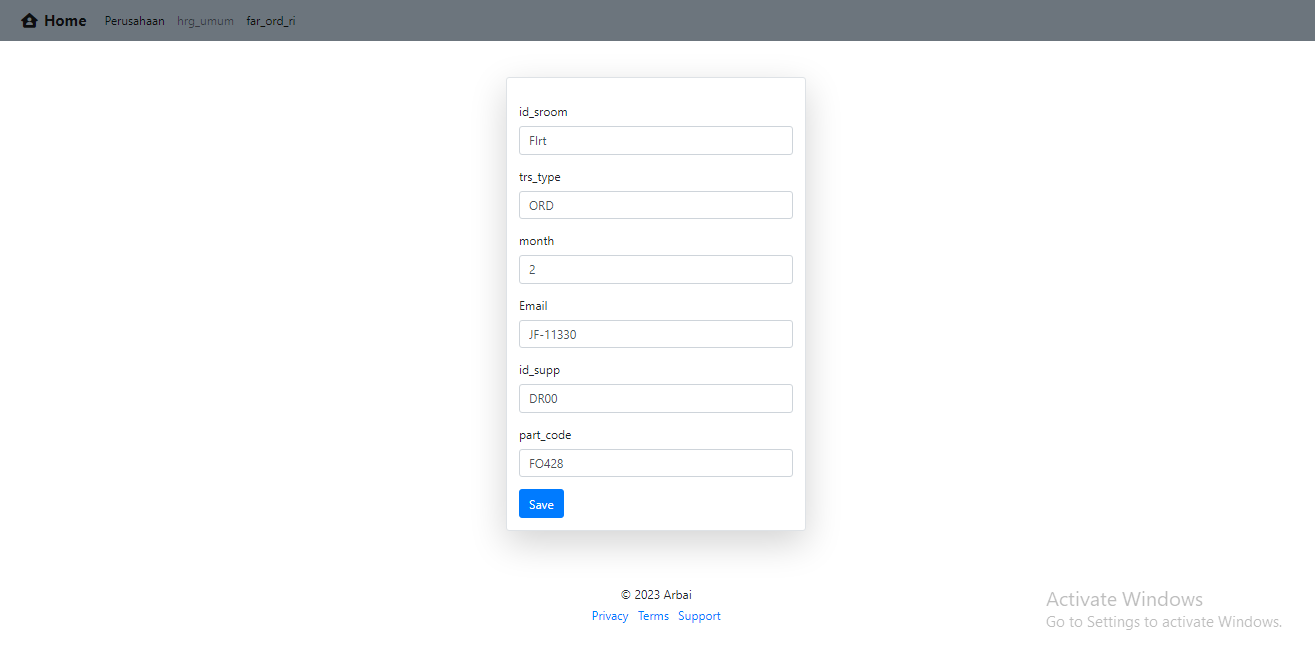 Home Perusahaan hrg_umum far_ord_ri
id_sroom
FIrt
trs_type
ORD
month
2
Email
JF-11330
id_supp
DR00
part_code
FO428
Save
© 2023 Arbai
Privacy Terms Support
Activate Windows
Go to Settings to activate Windows.